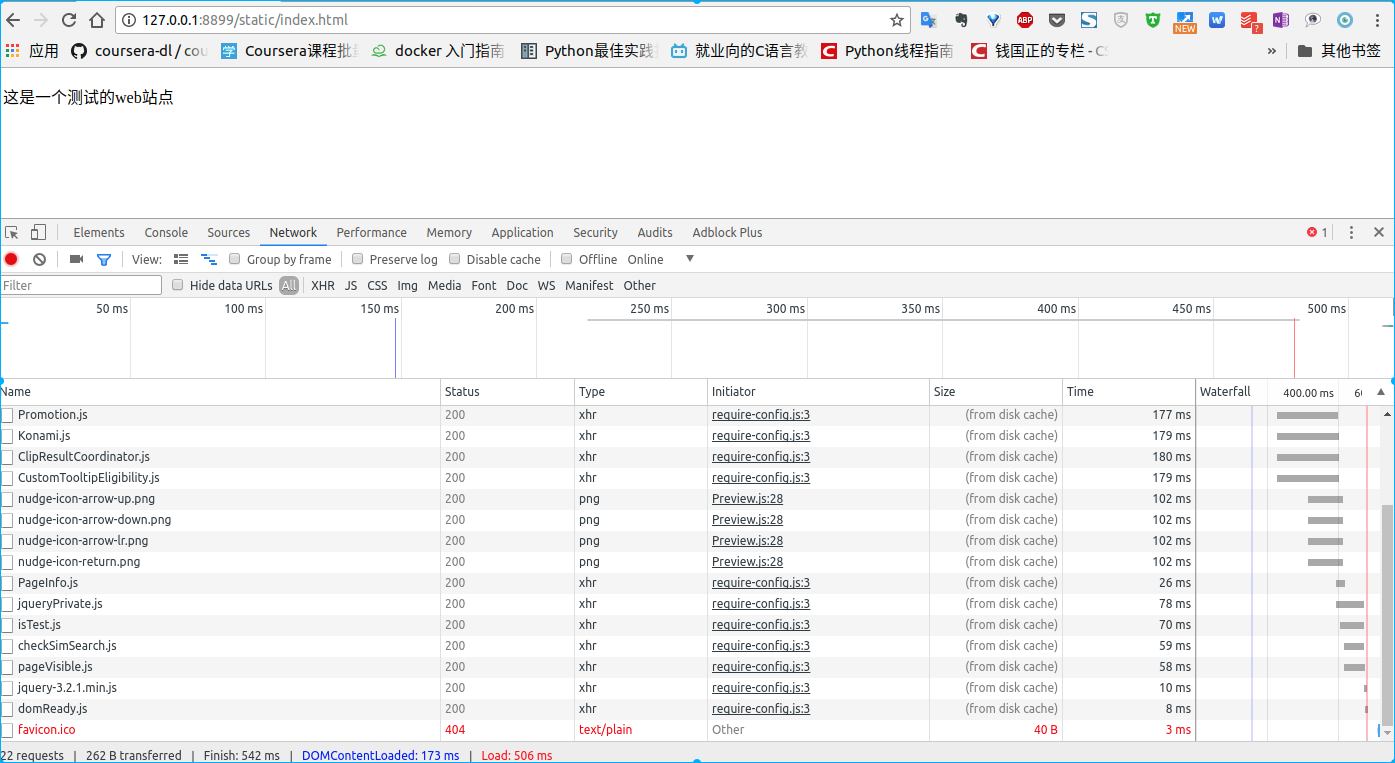 127.0.0.1:8899/static/index.html
ABP S T NEW W ? N
应用 coursera-dl / cou Coursera课程批 docker 入门指南 Python最佳实践 就业向的C语言教 Python线程指南 钱国正的专栏 - CS » 其他书签
这是一个测试的web站点
Elements Console Sources Network Performance Memory Application Security Audits Adblock Plus 1
View: Group by frame Preserve log Disable cache Offline Online
Filter Hide data URLs All XHR JS CSS Img Media Font Doc WS Manifest Other
50 ms 100 ms 150 ms 200 ms 250 ms 300 ms 350 ms 400 ms 450 ms 500 ms
Name Status Type Initiator Size Time Waterfall 400.00 ms 60
Promotion.js 200 xhr require-config.js:3 (from disk cache) 177 ms
Konami.js 200 xhr require-config.js:3 (from disk cache) 179 ms
ClipResultCoordinator.js 200 xhr require-config.js:3 (from disk cache) 180 ms
CustomTooltipEligibility.js 200 xhr require-config.js:3 (from disk cache) 179 ms
nudge-icon-arrow-up.png 200 png Preview.js:28 (from disk cache) 102 ms
nudge-icon-arrow-down.png 200 png Preview.js:28 (from disk cache) 102 ms
nudge-icon-arrow-lr.png 200 png Preview.js:28 (from disk cache) 102 ms
nudge-icon-return.png 200 png Preview.js:28 (from disk cache) 102 ms
PageInfo.js 200 xhr require-config.js:3 (from disk cache) 26 ms
jqueryPrivate.js 200 xhr require-config.js:3 (from disk cache) 78 ms
isTest.js 200 xhr require-config.js:3 (from disk cache) 70 ms
checkSimSearch.js 200 xhr require-config.js:3 (from disk cache) 59 ms
pageVisible.js 200 xhr require-config.js:3 (from disk cache) 58 ms
jquery-3.2.1.min.js 200 xhr require-config.js:3 (from disk cache) 10 ms
domReady.js 200 xhr require-config.js:3 (from disk cache) 8 ms
favicon.ico 404 text/plain Other 40 B 3 ms
22 requests | 262 B transferred | Finish: 542 ms | DOMContentLoaded: 173 ms | Load: 506 ms